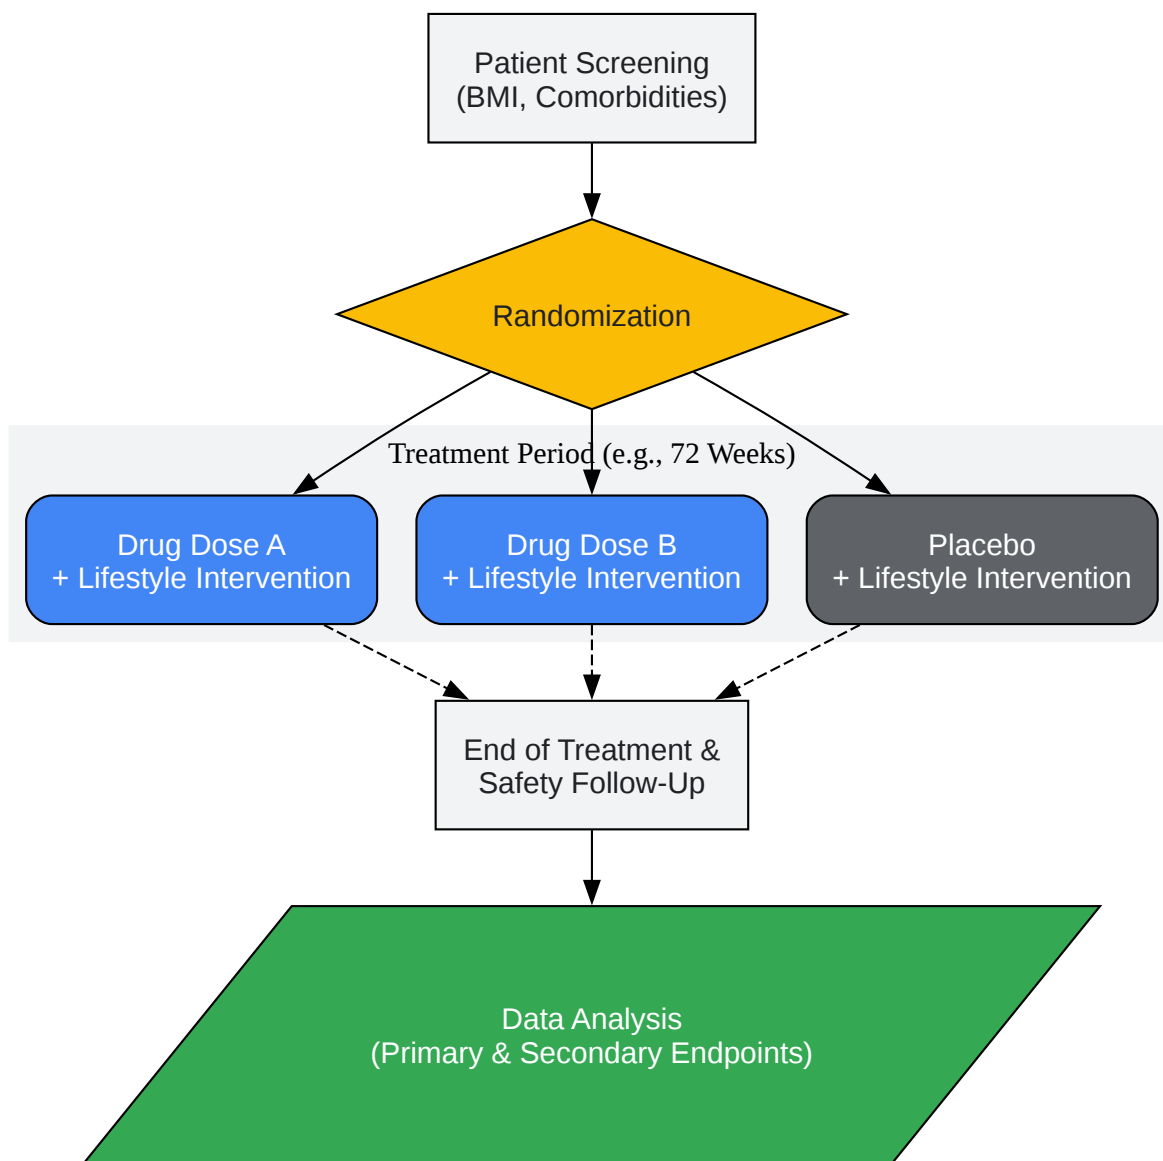 Patient Screening
(BMI, Comorbidities)
Randomization
Treatment Period (e.g., 72 Weeks)
Drug Dose A
+ Lifestyle Intervention
Drug Dose B
+ Lifestyle Intervention
Placebo
+ Lifestyle Intervention
End of Treatment &
Safety Follow-Up
Data Analysis
(Primary & Secondary Endpoints)